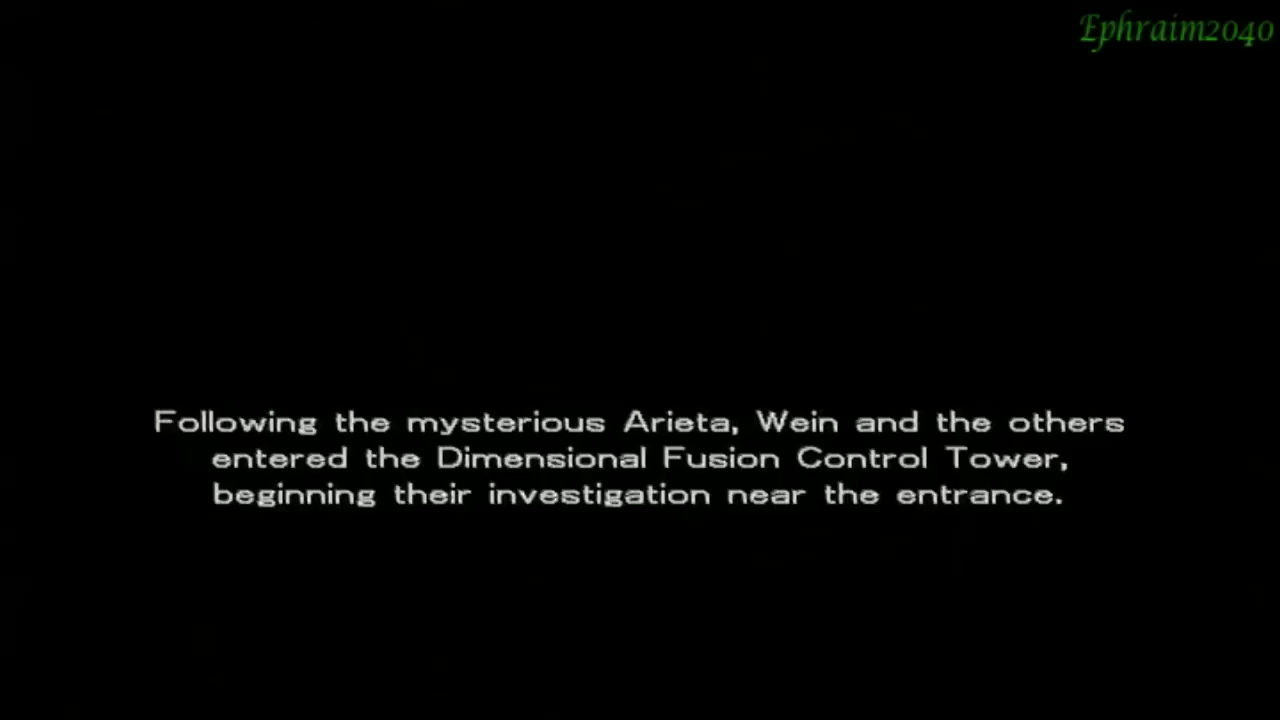 Ephraim2040
Following the mysterious Arieta, Wein and the others
entered the Dimensional Fusion Control Tower,
beginning their investigation near the entrance.